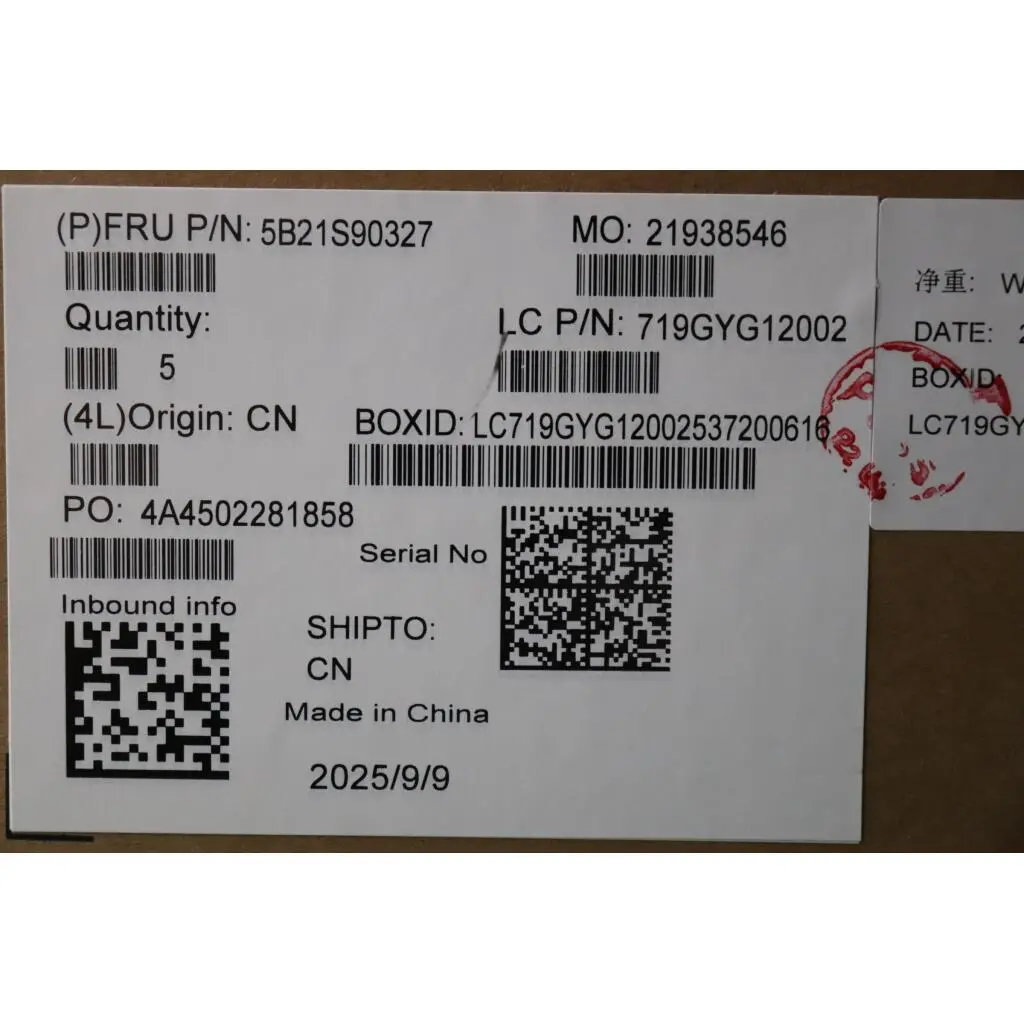 (P)FRU P/N: 5B21S90327
MO: 21938546
Quantity:
5
LC P/N: 719GYG12002
(4L)Origin: CN
BOXID: LC719GYG12002537200616
PO: 4A4502281858
Serial No
Inbound info
SHIPTO:
CN
Made in China
2025/9/9
净重: W
DATE: 2
BOXID:
LC719GY